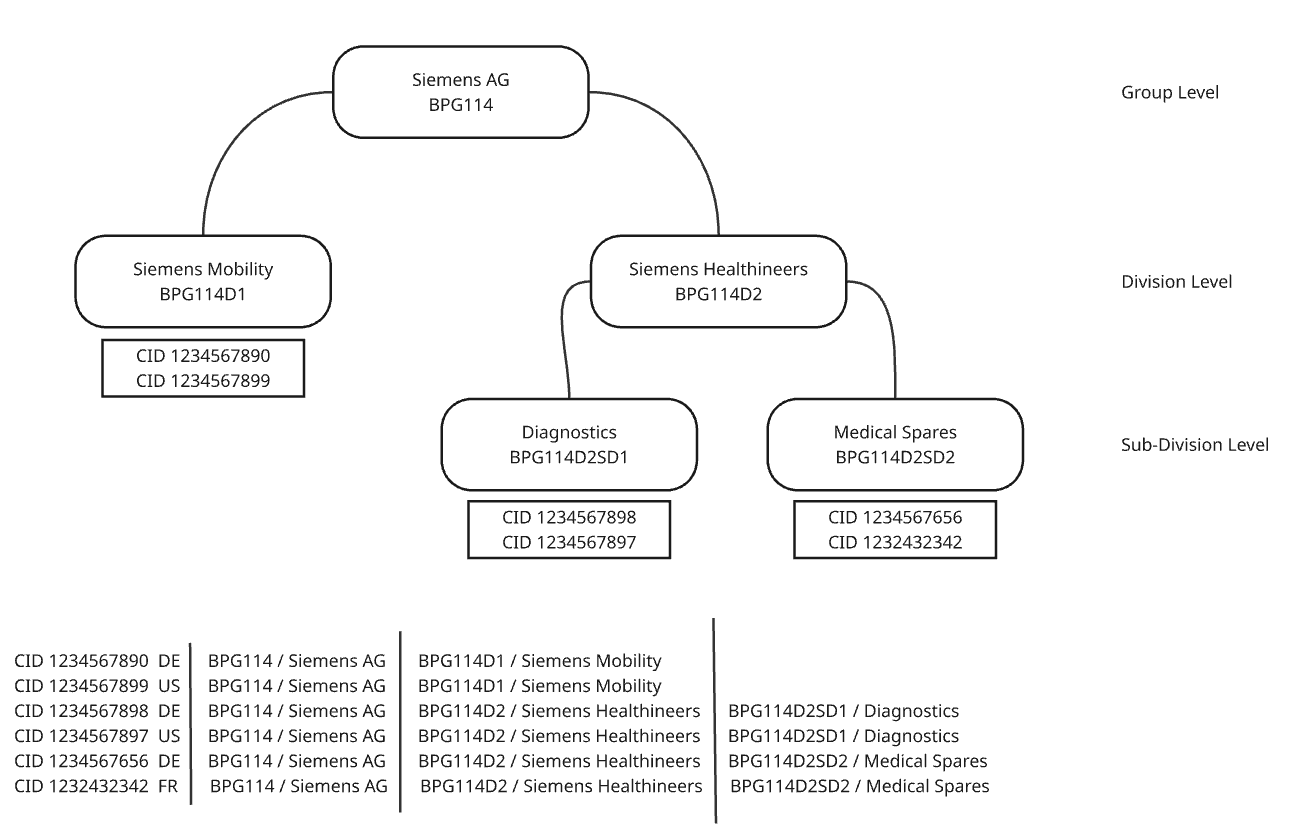 Siemens AG
BPG114
Group Level
Siemens Mobility
BPG114D1
Siemens Healthineers
BPG114D2
Division Level
CID 1234567890
CID 1234567899
Diagnostics
BPG114D2SD1
Medical Spares
BPG114D2SD2
Sub-Division Level
CID 1234567898
CID 1234567897
CID 1234567656
CID 1232432342
CID 1234567890 DE BPG114 / Siemens AG BPG114D1 / Siemens Mobility
CID 1234567899 US BPG114 / Siemens AG BPG114D1 / Siemens Mobility
CID 1234567898 DE BPG114 / Siemens AG BPG114D2 / Siemens Healthineers BPG114D2SD1 / Diagnostics
CID 1234567897 US BPG114 / Siemens AG BPG114D2 / Siemens Healthineers BPG114D2SD1 / Diagnostics
CID 1234567656 DE BPG114 / Siemens AG BPG114D2 / Siemens Healthineers BPG114D2SD2 / Medical Spares
CID 1232432342 FR BPG114 / Siemens AG BPG114D2 / Siemens Healthineers BPG114D2SD2 / Medical Spares